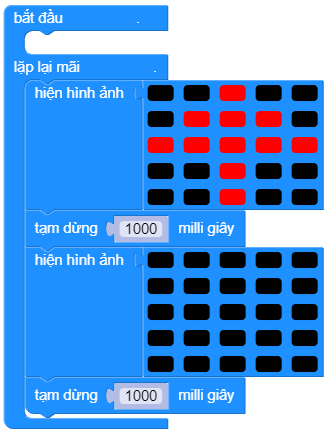 bắt đầu .
lặp lại mãi .
hiện hình ảnh
tạm dừng 1000 milli giây
hiện hình ảnh
tạm dừng 1000 milli giây